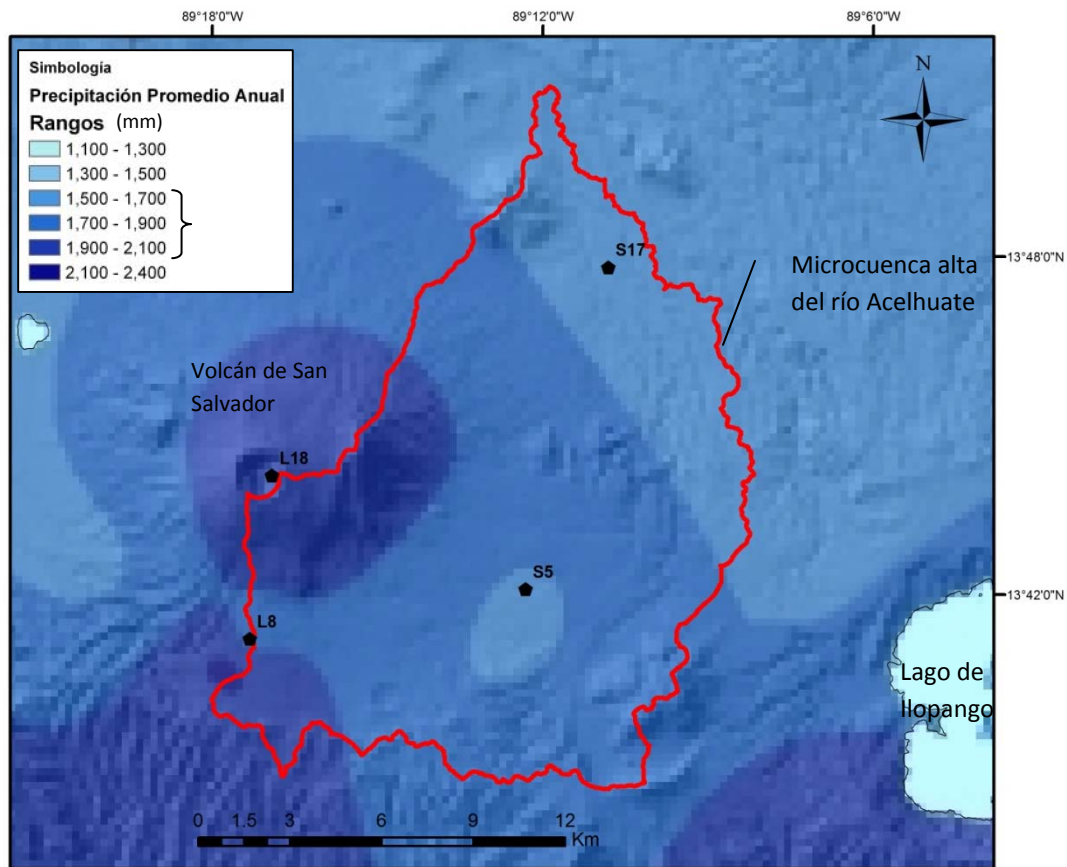 89°18'0"W
89°12'0"W
89°6'0"W
Simbología
Precipitación Promedio Anual
Rangos (mm)
1,100 - 1,300
1,300 - 1,500
1,500 - 1,700
1,700 - 1,900
1,900 - 2,100
2,100 - 2,400
N
S17
13°48'0"N
Microcuenca alta
del río Acelhuate
Volcán de San
Salvador
L18
S5
13°42'0"N
L8
Lago de
Ilopango
0 1.5 3 6 9 12
Km